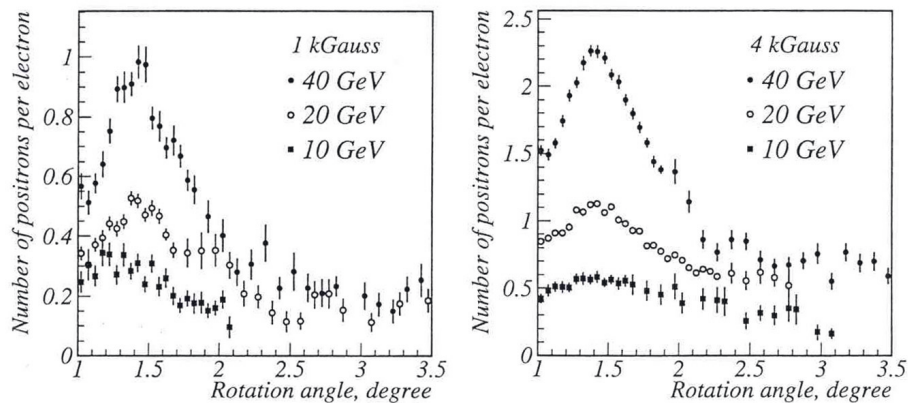 Number of positrons per electron
1
0.8
0.6
0.4
0.2
0
1 kGauss
40 GeV
20 GeV
10 GeV
1 1.5 2 2.5 3 3.5
Rotation angle, degree
Number of positrons per electron
2.5
2
1.5
1
0.5
0
4 kGauss
40 GeV
20 GeV
10 GeV
1 1.5 2 2.5 3 3.5
Rotation angle, degree